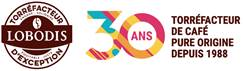 TORRÉFACTEUR
LOBODIS
D'EXCEPTION
30 ANS
TORRÉFACTEUR
DE CAFÉ
PURE ORIGINE
DEPUIS 1988